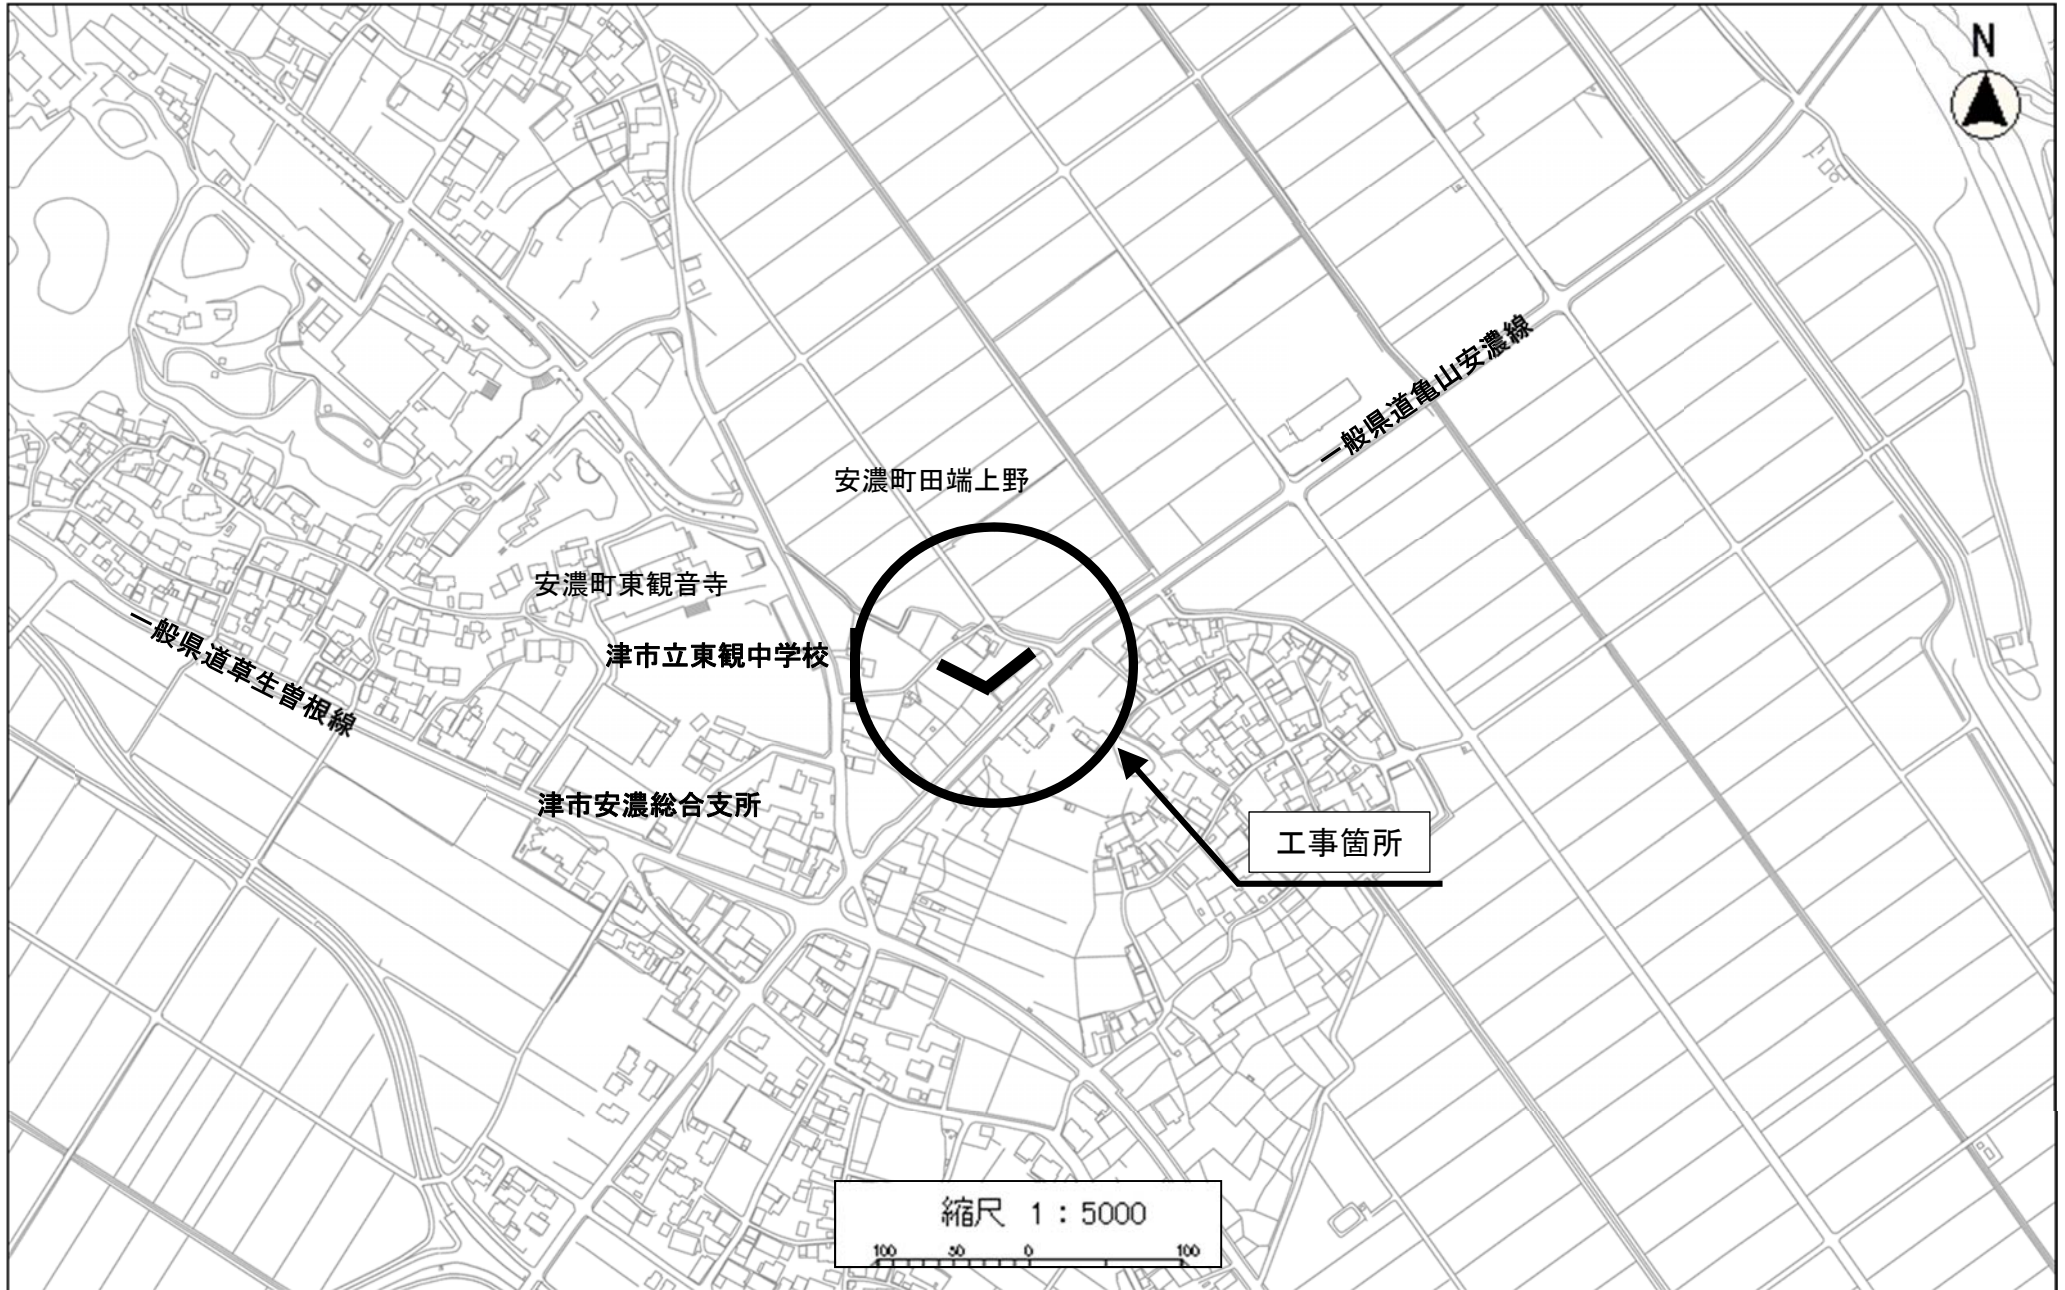 N
一般県道亀山安濃線
安濃町田端上野
安濃町東観音寺
一般県道草生曽根線
津市立東観中学校
津市安濃総合支所
工事箇所
縮尺 1：5000
100 50 0 100